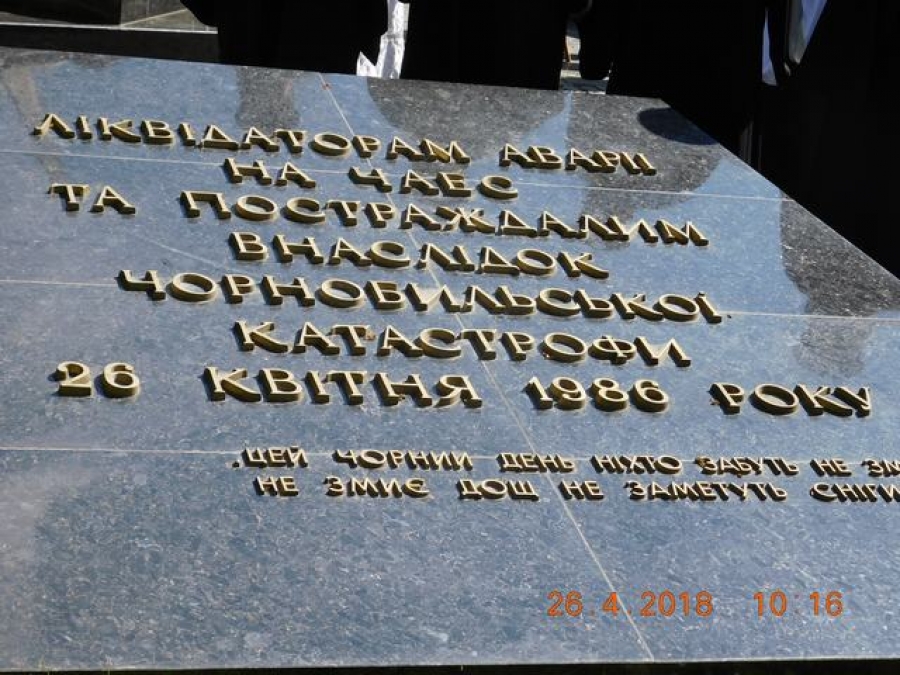 ЛІКВІДАТОРАМ АВАРІЇ
НА ЧАЕС
ТА ПОСТРАЖДАЛИМ
ВНАСЛІДОК
ЧОРНОБИЛЬСЬКОЇ
КАТАСТРОФИ
26 КВІТНЯ 1986 РОКУ
„ЦЕЙ ЧОРНИЙ ДЕНЬ НІХТО ЗАБУТЬ НЕ
НЕ ЗМИЄ ДОЩ НЕ ЗАМЕТУТЬ СНІГИ
26.4.2018 10:16